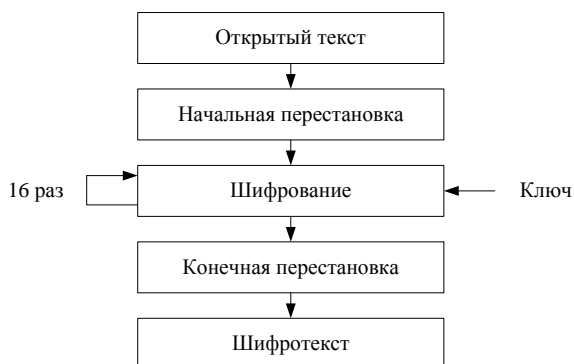 Открытый текст
Начальная перестановка
16 раз
Шифрование
Ключ
Конечная перестановка
Шифротекст